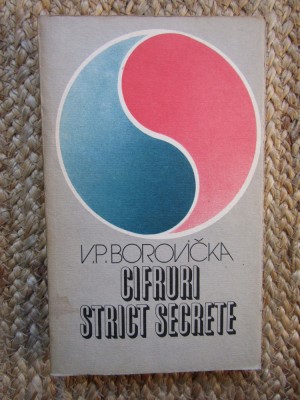 V.P. BOROVIČKA
CIFRURI
STRICT SECRETE